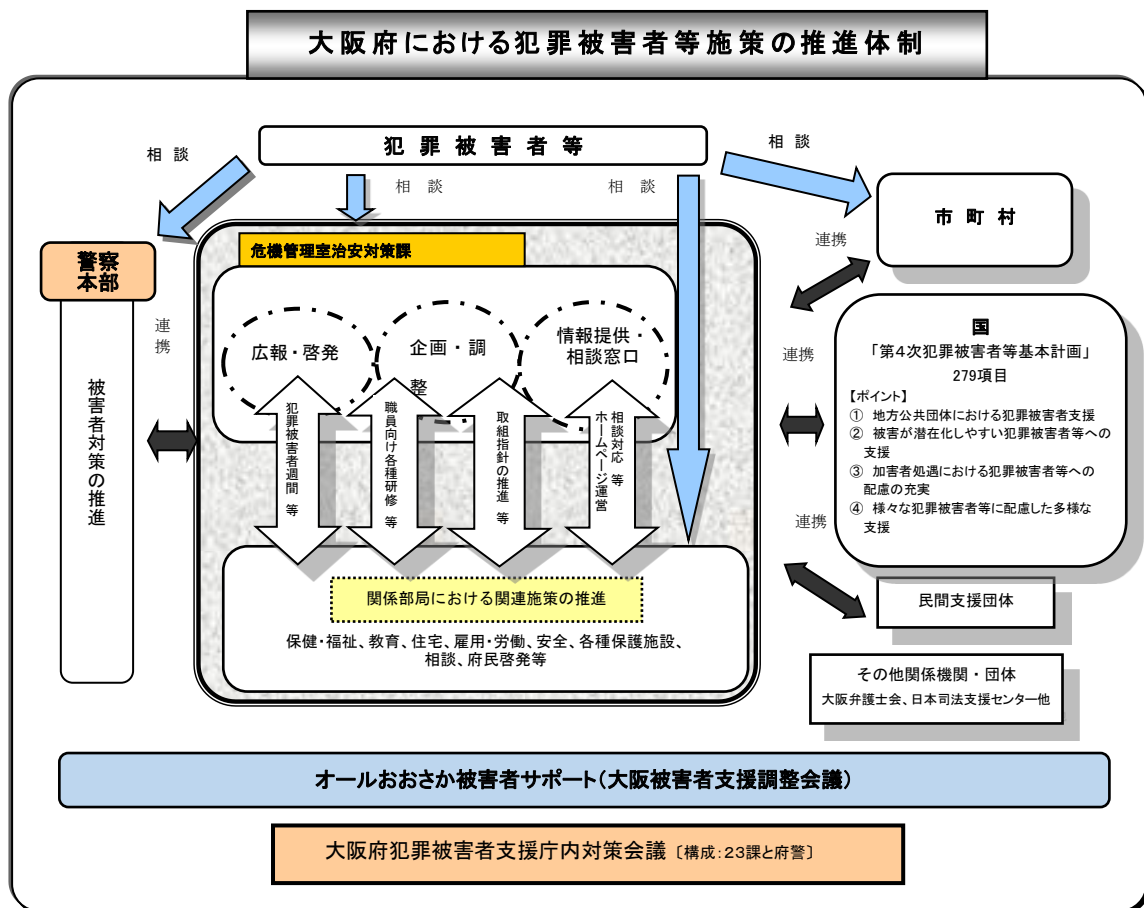 大阪府における犯罪被害者等施策の推進体制
犯罪被害者等
相 談
相 談
相 談
相 談
市 町 村
警察
本部
被害者対策の推進
連携
危機管理室治安対策課
広報・啓発
企画・調
整
情報提供・
相談窓口
犯罪被害者週間 等
職員向け各種研修 等
取組指針の推進 等
相談対応 等
ホームページ運営
関係部局における関連施策の推進
保健・福祉、教育、住宅、雇用・労働、安全、各種保護施設、
相談、府民啓発等
連携
連携
連携
国
「第4次犯罪被害者等基本計画」
279項目
【ポイント】
① 地方公共団体における犯罪被害者支援
② 被害が潜在化しやすい犯罪被害者等への
支援
③ 加害者処遇における犯罪被害者等への
配慮の充実
④ 様々な犯罪被害者等に配慮した多様な
支援
民間支援団体
その他関係機関・団体
大阪弁護士会、日本司法支援センター他
オールおおさか被害者サポート（大阪被害者支援調整会議）
大阪府犯罪被害者支援庁内対策会議 〔構成：23課と府警〕